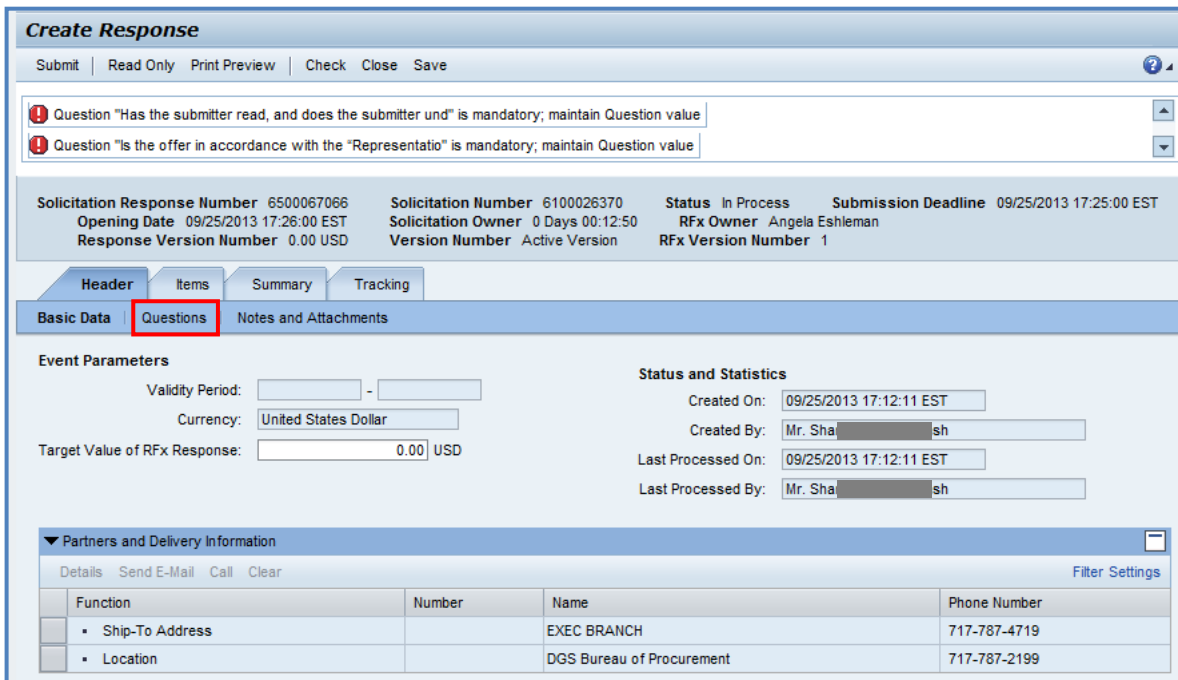 Create Response
Submit | Read Only Print Preview | Check Close Save
Question "Has the submitter read, and does the submitter und" is mandatory; maintain Question value
Question "Is the offer in accordance with the “Representatio" is mandatory; maintain Question value
Solicitation Response Number 6500067066 Solicitation Number 6100026370 Status In Process Submission Deadline 09/25/2013 17:25:00 EST
Opening Date 09/25/2013 17:26:00 EST Solicitation Owner 0 Days 00:12:50 RFx Owner Angela Eshleman
Response Version Number 0.00 USD Version Number Active Version RFx Version Number 1
Header Items Summary Tracking
Basic Data | Questions | Notes and Attachments
Event Parameters
Validity Period: -
Currency: United States Dollar
Target Value of RFx Response: 0.00 USD
Status and Statistics
Created On: 09/25/2013 17:12:11 EST
Created By: Mr. Sha sh
Last Processed On: 09/25/2013 17:12:11 EST
Last Processed By: Mr. Sha sh
Partners and Delivery Information
Details Send E-Mail Call Clear Filter Settings
Function Number Name Phone Number
Ship-To Address EXEC BRANCH 717-787-4719
Location DGS Bureau of Procurement 717-787-2199